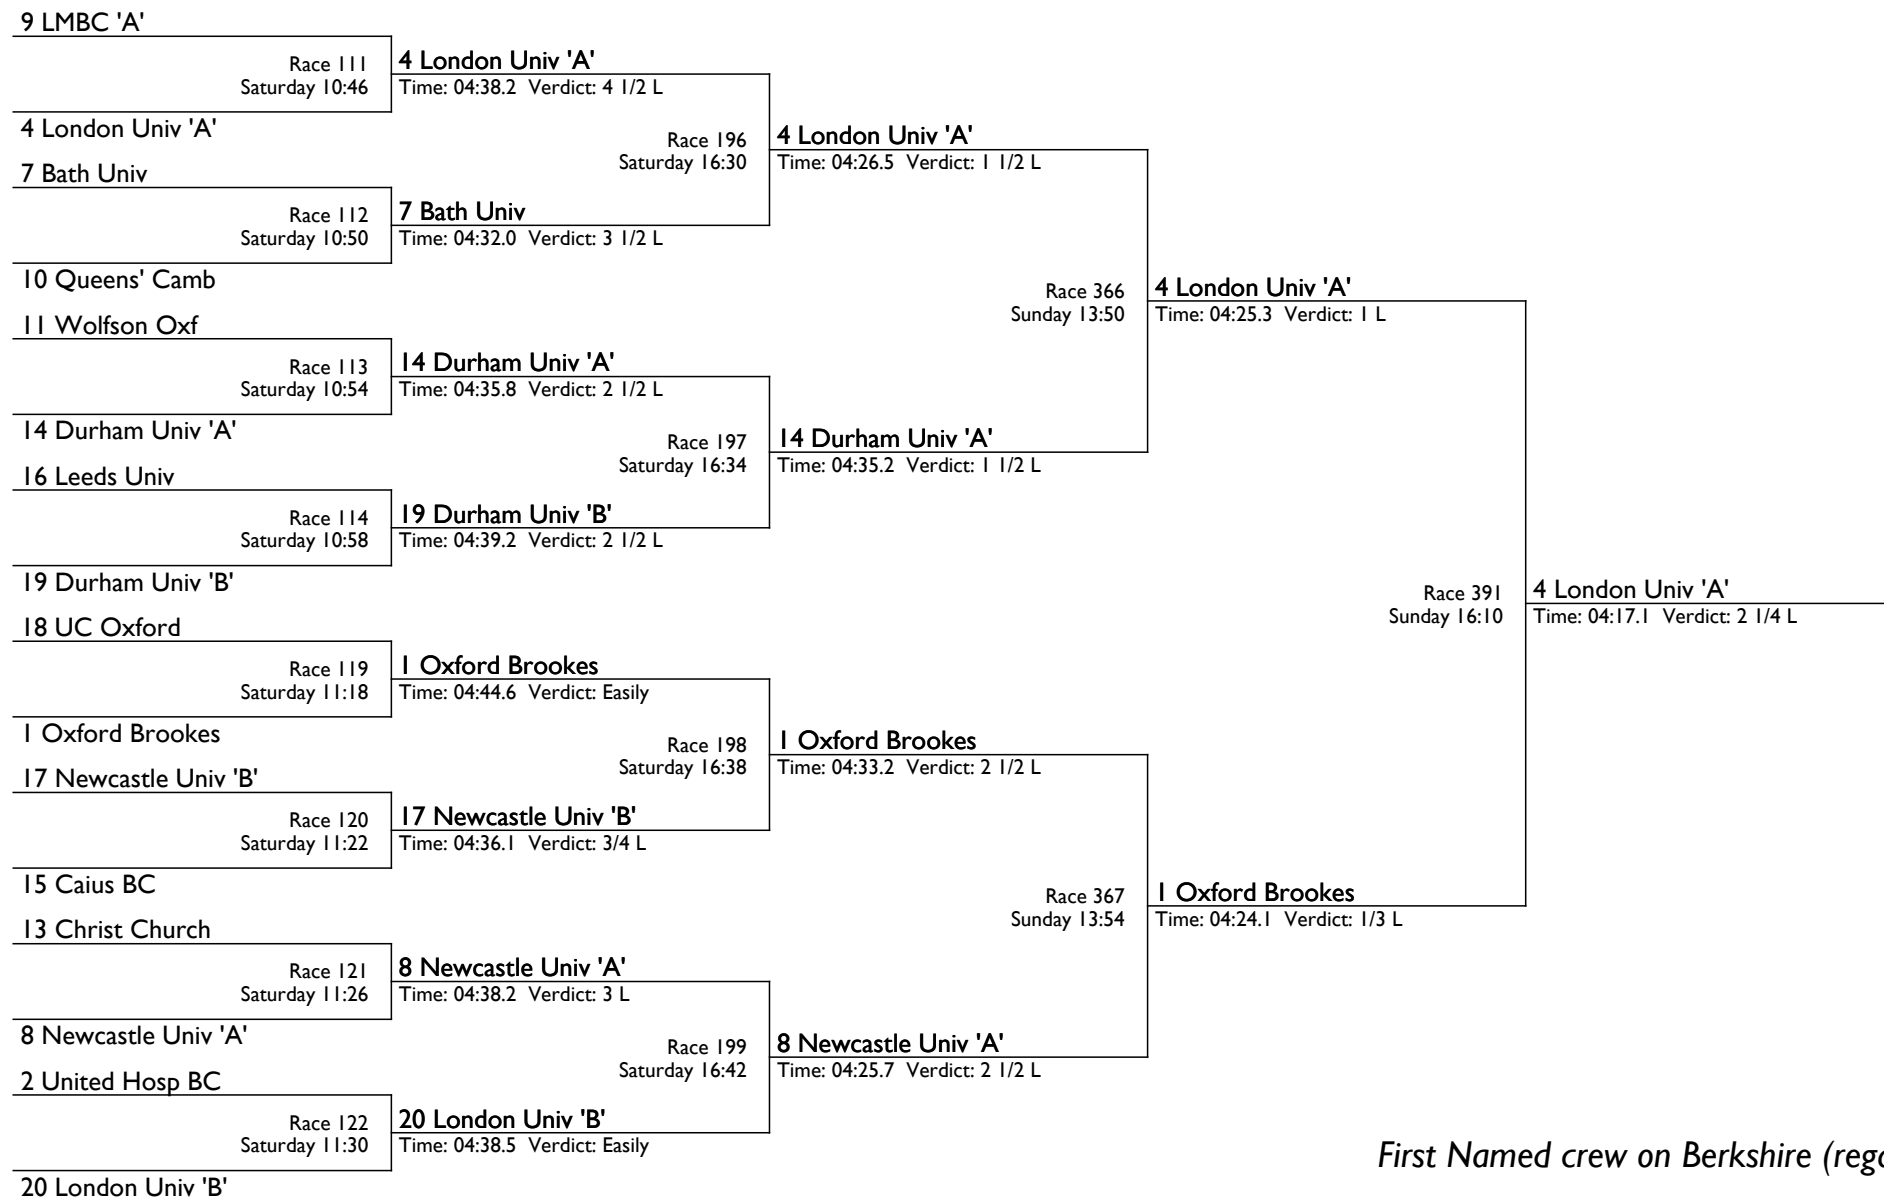 9 LMBC 'A'
Race 111
Saturday 10:46
4 London Univ 'A'
7 Bath Univ
Race 112
Saturday 10:50
10 Queens' Camb
11 Wolfson Oxf
Race 113
Saturday 10:54
14 Durham Univ 'A'
16 Leeds Univ
Race 114
Saturday 10:58
19 Durham Univ 'B'
18 UC Oxford
Race 119
Saturday 11:18
1 Oxford Brookes
17 Newcastle Univ 'B'
Race 120
Saturday 11:22
15 Caius BC
13 Christ Church
Race 121
Saturday 11:26
8 Newcastle Univ 'A'
2 United Hosp BC
Race 122
Saturday 11:30
20 London Univ 'B'
4 London Univ 'A'
Time: 04:38.2 Verdict: 4 1/2 L
Race 196
Saturday 16:30
7 Bath Univ
Time: 04:32.0 Verdict: 3 1/2 L
14 Durham Univ 'A'
Time: 04:35.8 Verdict: 2 1/2 L
Race 197
Saturday 16:34
19 Durham Univ 'B'
Time: 04:39.2 Verdict: 2 1/2 L
1 Oxford Brookes
Time: 04:44.6 Verdict: Easily
Race 198
Saturday 16:38
17 Newcastle Univ 'B'
Time: 04:36.1 Verdict: 3/4 L
8 Newcastle Univ 'A'
Time: 04:38.2 Verdict: 3 L
Race 199
Saturday 16:42
20 London Univ 'B'
Time: 04:38.5 Verdict: Easily
4 London Univ 'A'
Time: 04:26.5 Verdict: 1 1/2 L
Race 366
Sunday 13:50
14 Durham Univ 'A'
Time: 04:35.2 Verdict: 1 1/2 L
1 Oxford Brookes
Time: 04:33.2 Verdict: 2 1/2 L
Race 367
Sunday 13:54
8 Newcastle Univ 'A'
Time: 04:25.7 Verdict: 2 1/2 L
4 London Univ 'A'
Time: 04:25.3 Verdict: 1 L
Race 391
Sunday 16:10
1 Oxford Brookes
Time: 04:24.1 Verdict: 1/3 L
4 London Univ 'A'
Time: 04:17.1 Verdict: 2 1/4 L
First Named crew on Berkshire